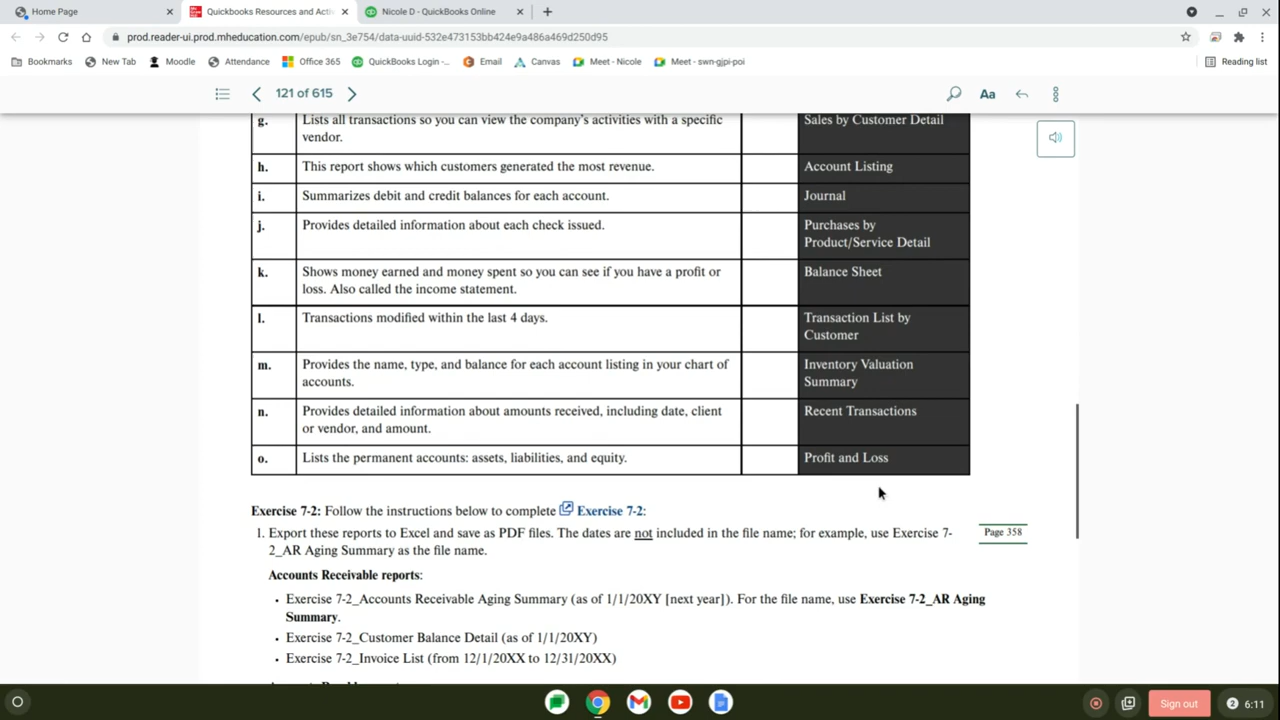 Home Page
Quickbooks Resources and Acti
Nicole D - QuickBooks Online
prod.reader-ui.prod.mheducation.com/epub/sn_3e754/data-uuid-532e473153bb424e9a486a469d250d95
Bookmarks New Tab Moodle Attendance Office 365 QuickBooks Login -... Email Canvas Meet - Nicole Meet - swn-gjpi-poi Reading list
121 of 615
Aa
g. Lists all transactions so you can view the company's activities with a specific Sales by Customer Detail
vendor.
h. This report shows which customers generated the most revenue. Account Listing
i. Summarizes debit and credit balances for each account. Journal
j. Provides detailed information about each check issued. Purchases by
Product/Service Detail
k. Shows money earned and money spent so you can see if you have a profit or Balance Sheet
loss. Also called the income statement.
l. Transactions modified within the last 4 days. Transaction List by
Customer
m. Provides the name, type, and balance for each account listing in your chart of Inventory Valuation
accounts. Summary
n. Provides detailed information about amounts received, including date, client Recent Transactions
or vendor, and amount.
o. Lists the permanent accounts: assets, liabilities, and equity. Profit and Loss
Exercise 7-2: Follow the instructions below to complete Exercise 7-2:
1. Export these reports to Excel and save as PDF files. The dates are not included in the file name; for example, use Exercise 7- Page 358
2_AR Aging Summary as the file name.
Accounts Receivable reports:
• Exercise 7-2_Accounts Receivable Aging Summary (as of 1/1/20XY [next year]). For the file name, use Exercise 7-2_AR Aging
Summary.
• Exercise 7-2_Customer Balance Detail (as of 1/1/20XY)
• Exercise 7-2_Invoice List (from 12/1/20XX to 12/31/20XX)
Sign out 2 6:11